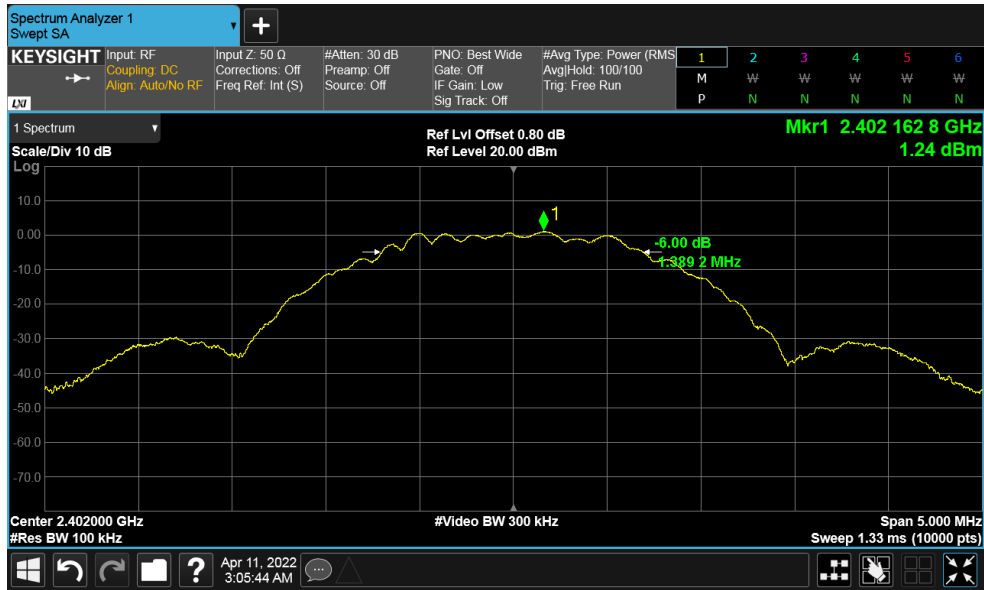 Spectrum Analyzer 1
Swept SA
+
KEYSIGHT
LXI
Input: RF
Coupling: DC
Align: Auto/No RF
Input Z: 50 Ω
Corrections: Off
Freq Ref: Int (S)
#Atten: 30 dB
Preamp: Off
Source: Off
PNO: Best Wide
Gate: Off
IF Gain: Low
Sig Track: Off
#Avg Type: Power (RMS
Avg|Hold: 100/100
Trig: Free Run
1 2 3 4 5 6
M W W W W W
P N N N N N
1 Spectrum
Scale/Div 10 dB
Log
Ref Lvl Offset 0.80 dB
Ref Level 20.00 dBm
Mkr1 2.402 162 8 GHz
1.24 dBm
10.0
0.00
-10.0
-20.0
-30.0
-40.0
-50.0
-60.0
-70.0
1
-6.00 dB
1.389 2 MHz
Center 2.402000 GHz
#Res BW 100 kHz
#Video BW 300 kHz
Span 5.000 MHz
Sweep 1.33 ms (10000 pts)
?
Apr 11, 2022
3:05:44 AM